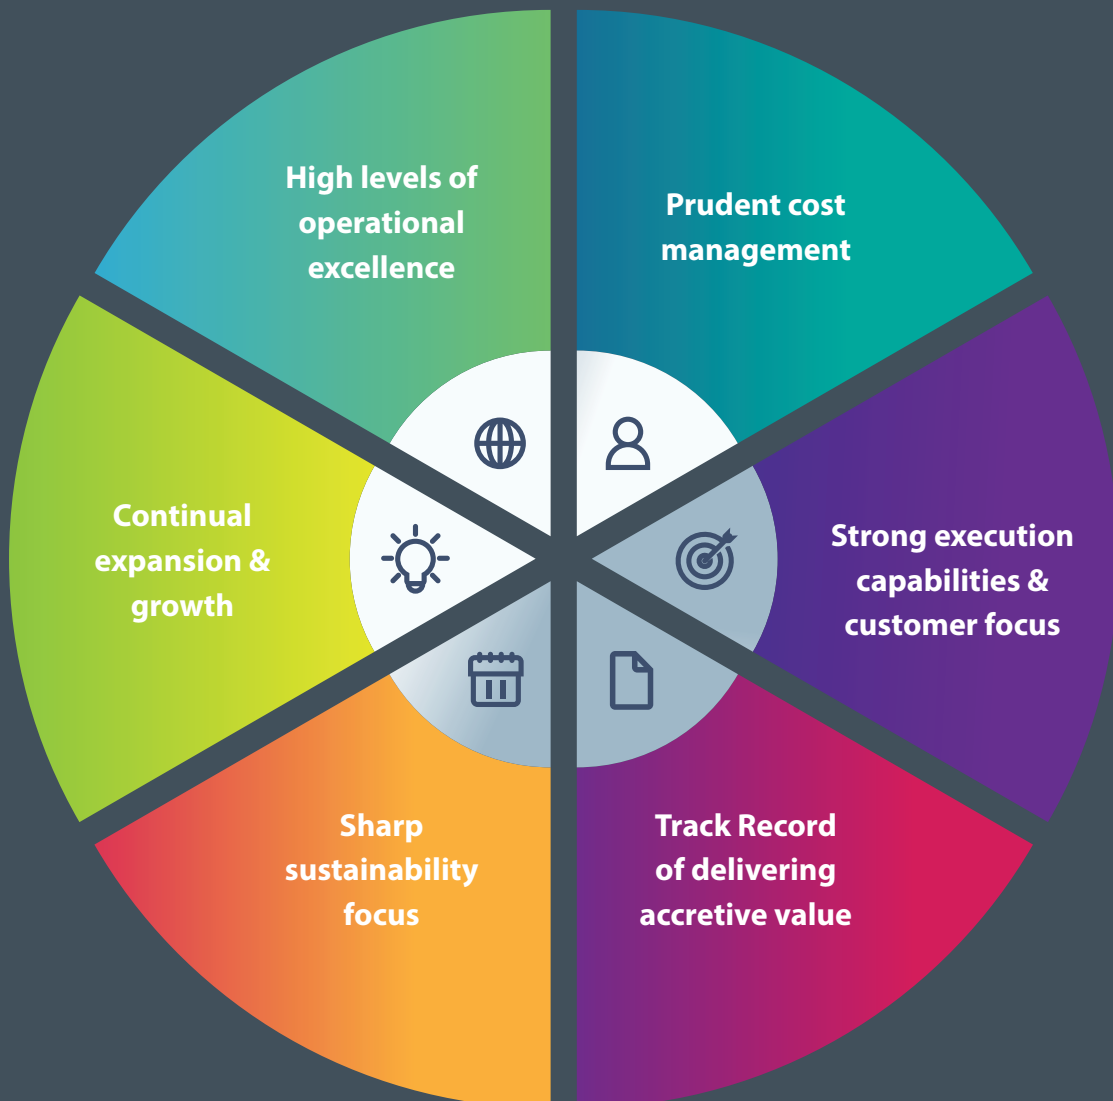 High levels of
operational
excellence
Prudent cost
management
Strong execution
capabilities &
customer focus
Track Record
of delivering
accretive value
Sharp
sustainability
focus
Continual
expansion &
growth